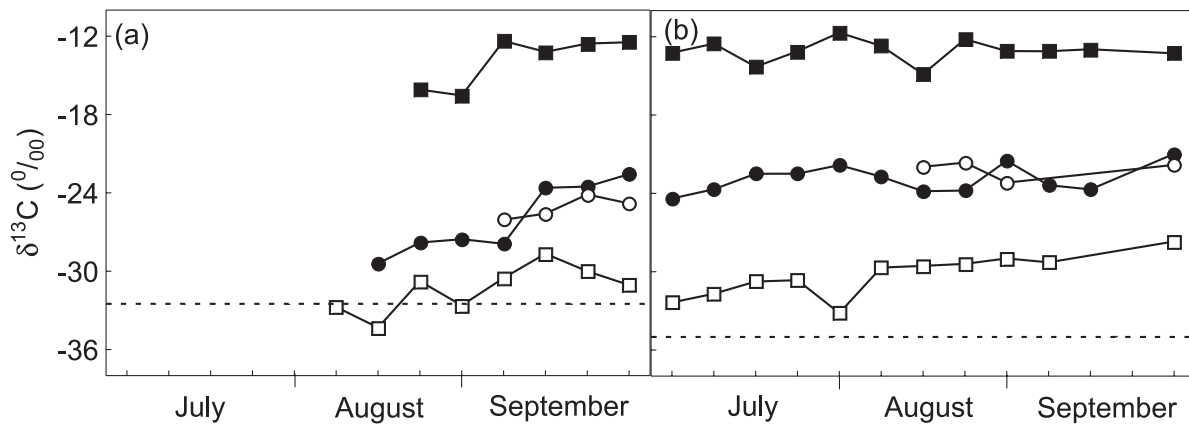 (a) (b)
-12
-18
-24
-30
-36
δ13C (0/00)
July August September July August September